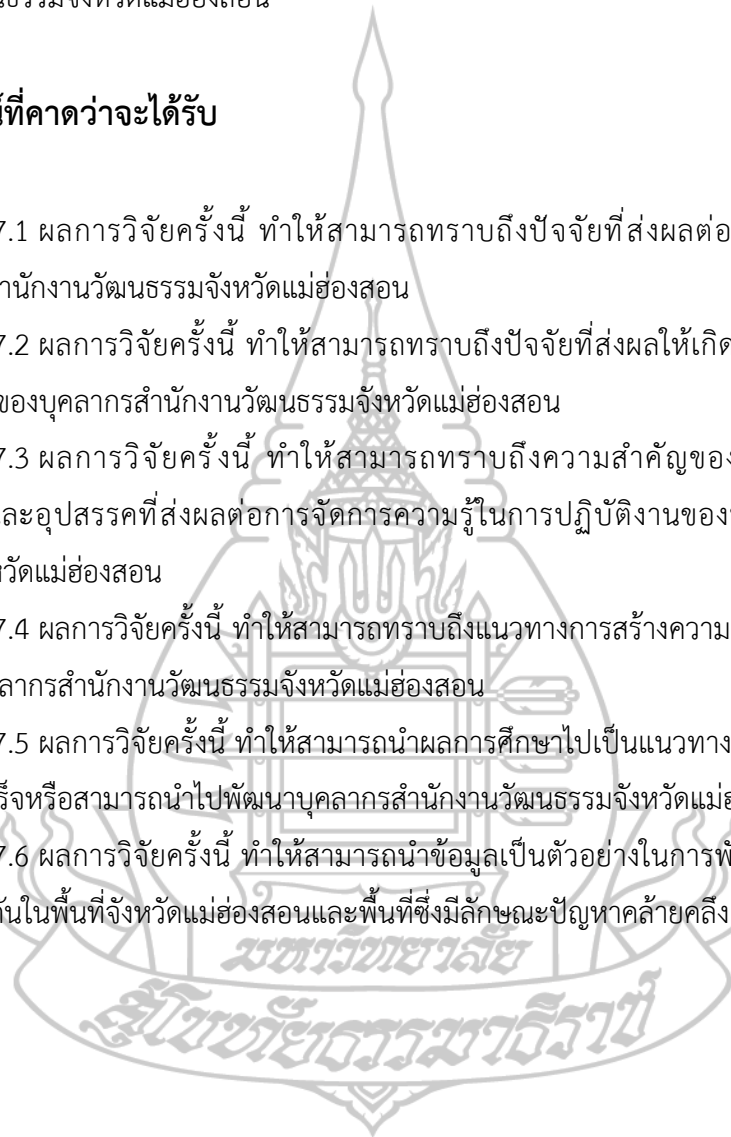 นธรรมจังหวัดแม่ฮ่องสอน
น์ที่คาดว่าจะได้รับ
7.1 ผลการวิจัยครั้งนี้ ทำให้สามารถทราบถึงปัจจัยที่ส่งผลต่อ
สำนักงานวัฒนธรรมจังหวัดแม่ฮ่องสอน
7.2 ผลการวิจัยครั้งนี้ ทำให้สามารถทราบถึงปัจจัยที่ส่งผลให้เกิด
ของบุคลากรสำนักงานวัฒนธรรมจังหวัดแม่ฮ่องสอน
7.3 ผลการวิจัยครั้งนี้ ทำให้สามารถทราบถึงความสำคัญของ
และอุปสรรคที่ส่งผลต่อการจัดการความรู้ในการปฏิบัติงานของ
หวัดแม่ฮ่องสอน
7.4 ผลการวิจัยครั้งนี้ ทำให้สามารถทราบถึงแนวทางการสร้างความ
ลากรสำนักงานวัฒนธรรมจังหวัดแม่ฮ่องสอน
7.5 ผลการวิจัยครั้งนี้ ทำให้สามารถนำผลการศึกษาไปเป็นแนวทาง
ร็จหรือสามารถนำไปพัฒนาบุคลากรสำนักงานวัฒนธรรมจังหวัดแม่ฮ
7.6 ผลการวิจัยครั้งนี้ ทำให้สามารถนำข้อมูลเป็นตัวอย่างในการพั
กันในพื้นที่จังหวัดแม่ฮ่องสอนและพื้นที่ซึ่งมีลักษณะปัญหาคล้ายคลึง
มหาวิทยาลัย
สุโขทัยธรรมาธิราช